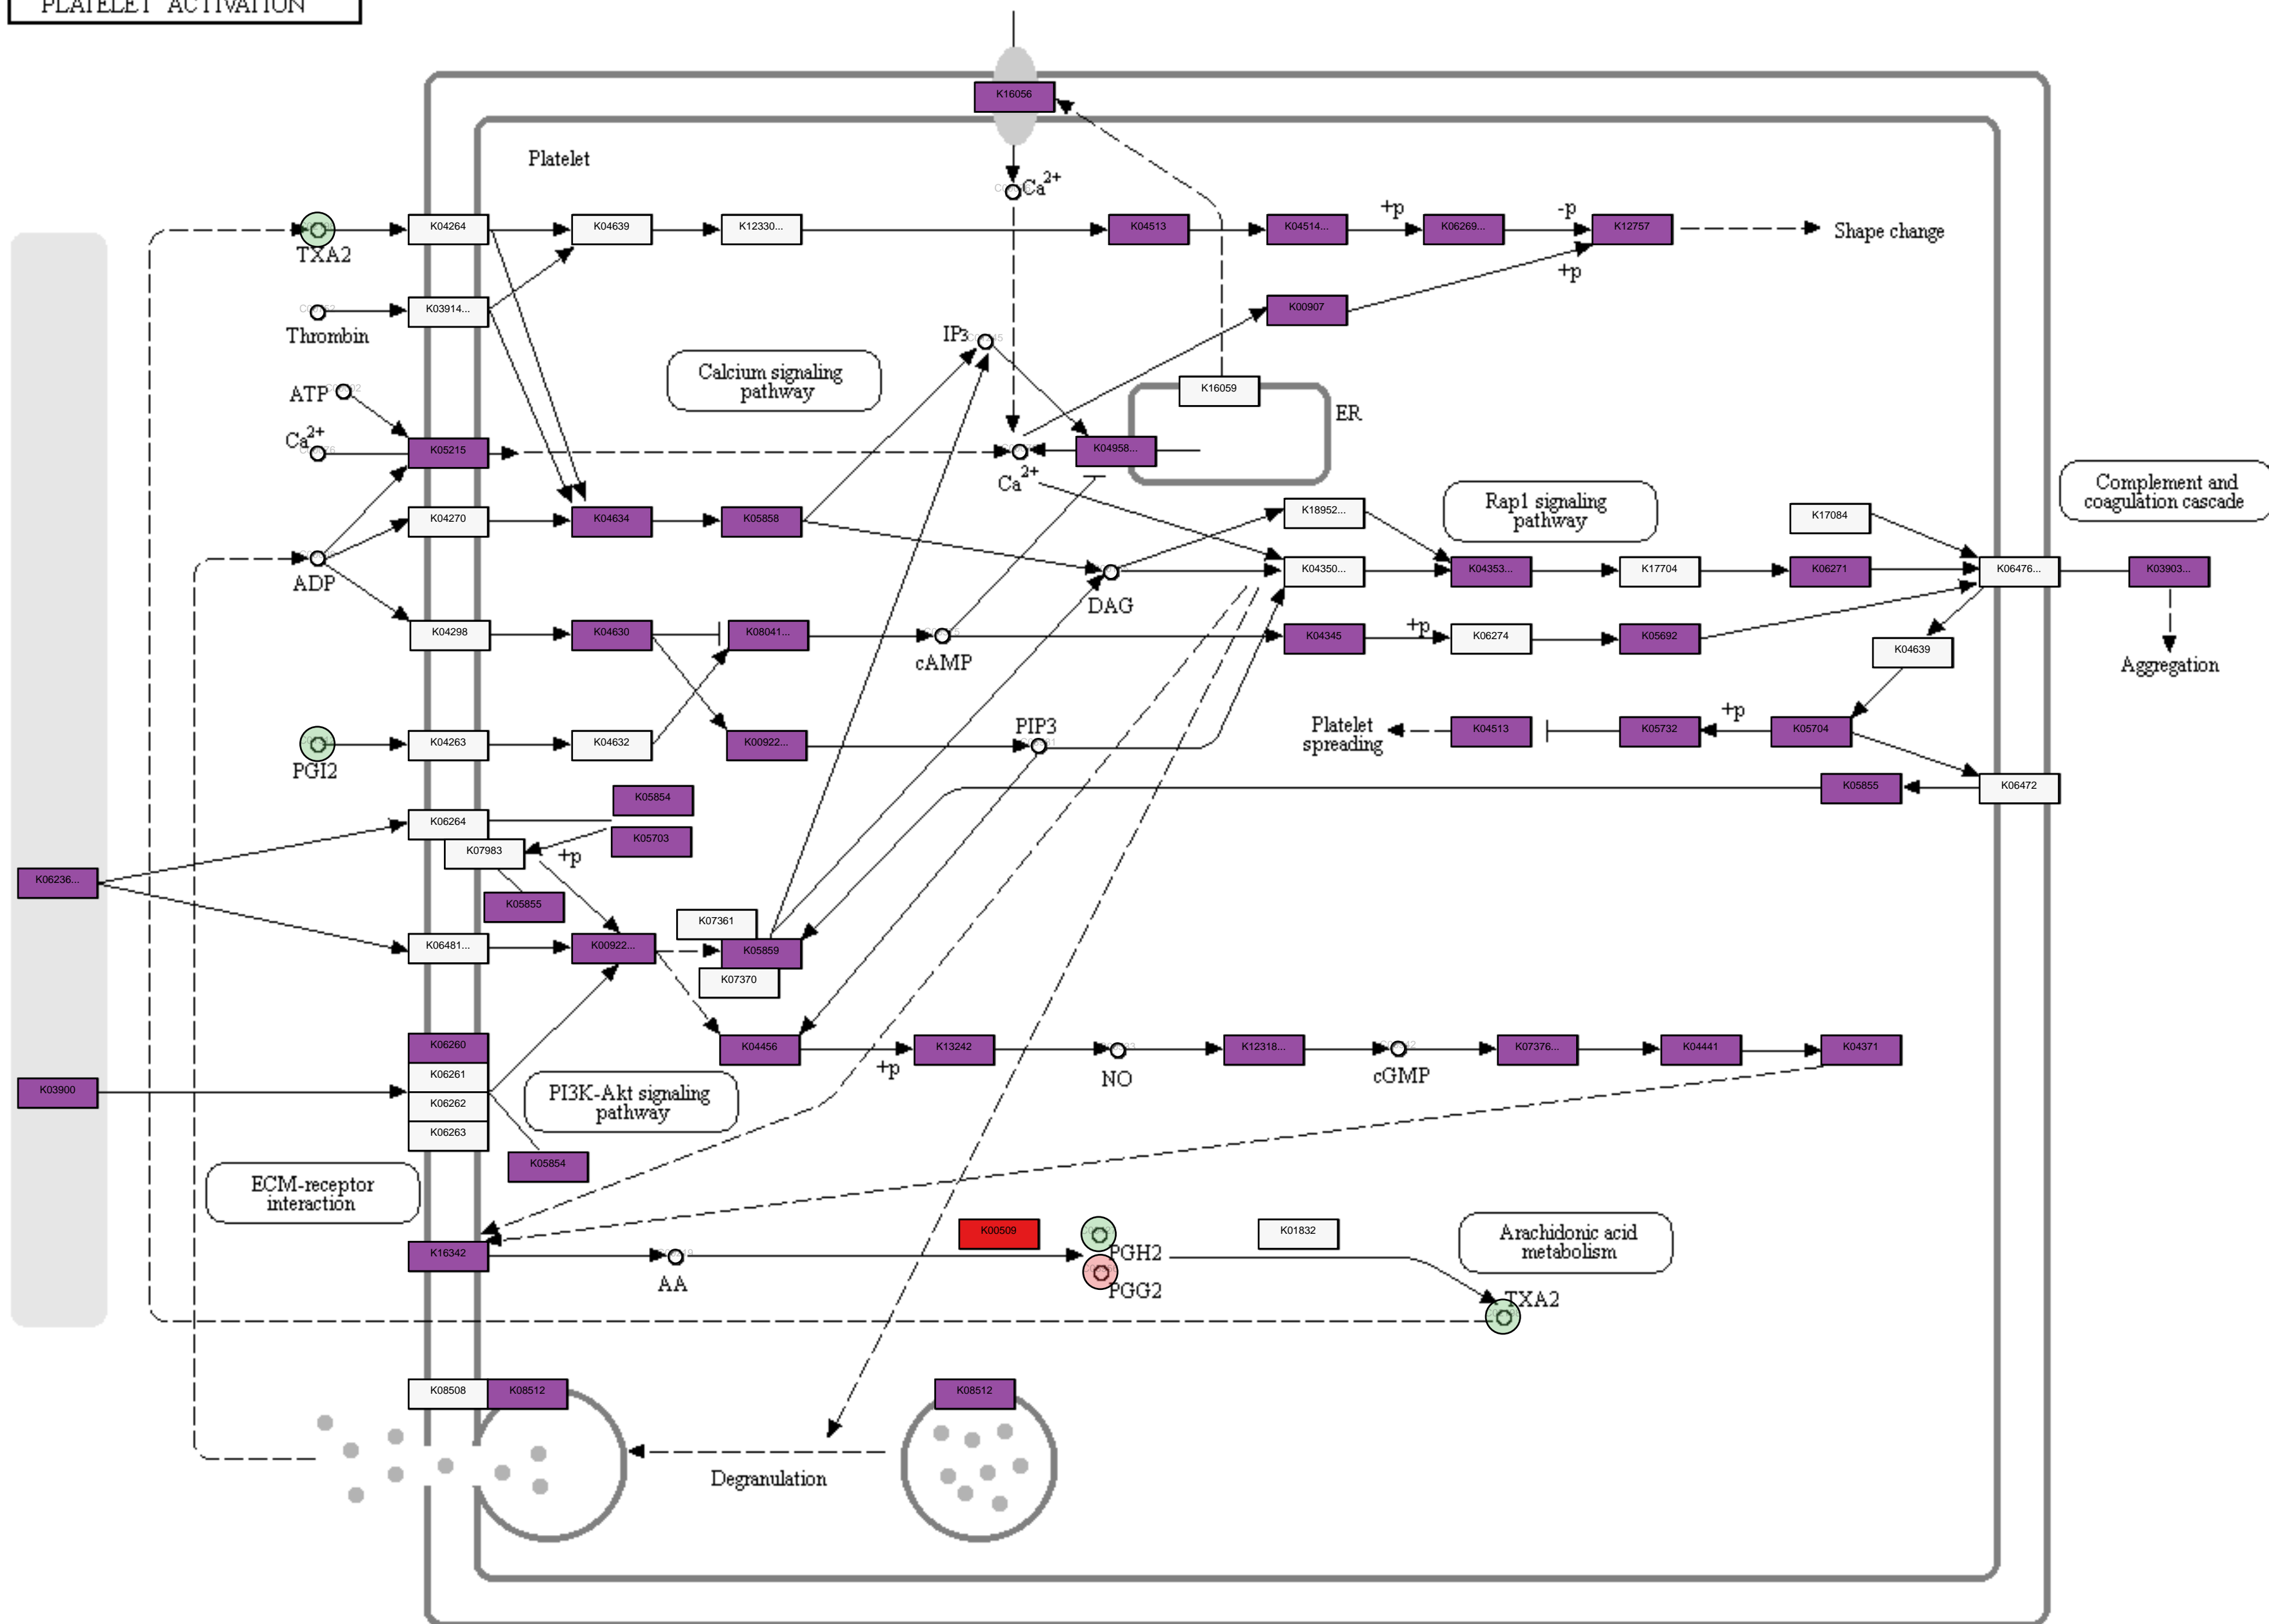 PLATELET ACTIVATION
K16056
Platelet
Ca2+
TXA2
K04264
K04639
K12330...
K04513
K04514...
+p
K06269...
-p
K12757
Shape change
+p
Thrombin
K03914...
K00907
IP3
Calcium signaling
pathway
K16059
ER
ATP
Ca2+
K05215
K04958...
Ca2+
Complement and
coagulation cascade
K04270
K04634
K05858
K18952...
Rap1 signaling
pathway
K17084
ADP
DAG
K04350...
K04353...
K17704
K06271
K06476...
K03903...
K04298
K04630
K08041...
cAMP
K04345
+p
K06274
K05692
K04639
Aggregation
PGI2
K04263
K04632
K00922...
PIP3
Platelet
spreading
K04513
K05732
+p
K05704
K05854
K05855
K06472
K06264
K05703
K07983
+p
K06236...
K05855
K07361
K06481...
K00922...
K05859
K07370
K06260
K04456
+p
K13242
NO
K12318...
cGMP
K07376...
K04441
K04371
K03900
K06261
K06262
K06263
PI3K-Akt signaling
pathway
K05854
ECM-receptor
interaction
K16342
AA
K00509
PGH2
PGG2
K01832
Arachidonic acid
metabolism
TXA2
K08508
K08512
K08512
Degranulation